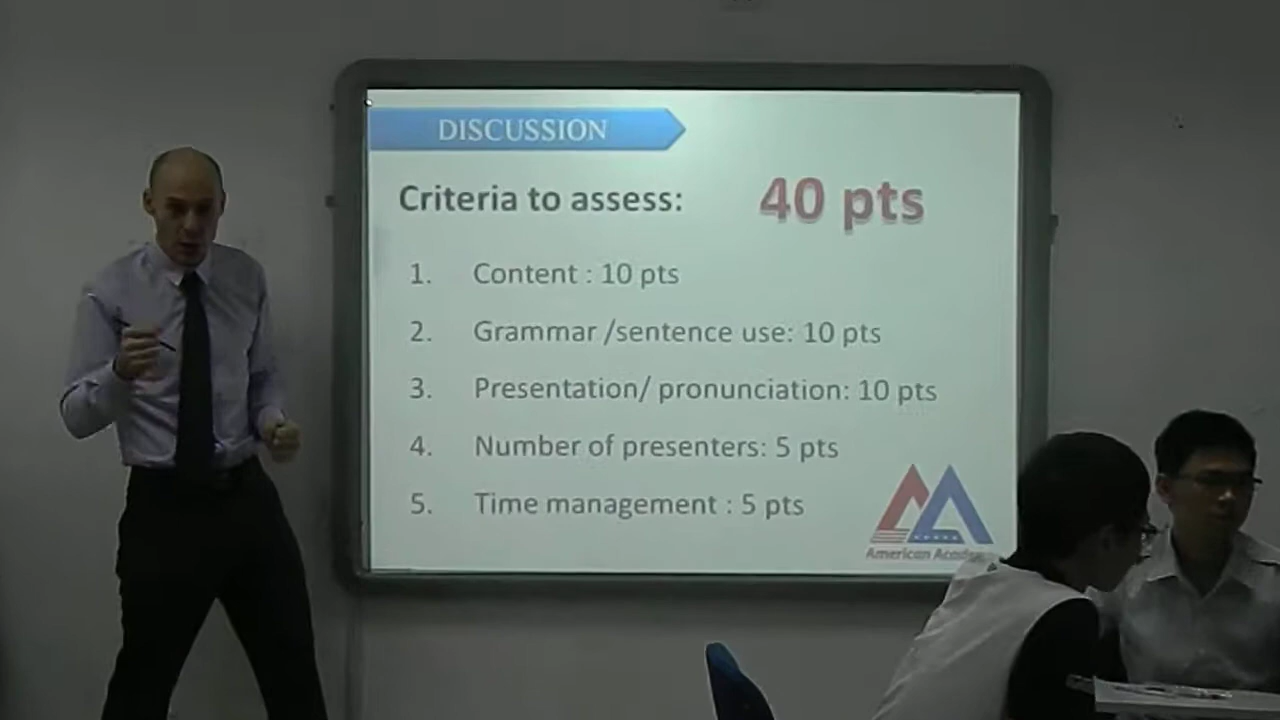 DISCUSSION
Criteria to assess: 40 pts
1. Content : 10 pts
2. Grammar /sentence use: 10 pts
3. Presentation/ pronunciation: 10 pts
4. Number of presenters: 5 pts
5. Time management : 5 pts
American